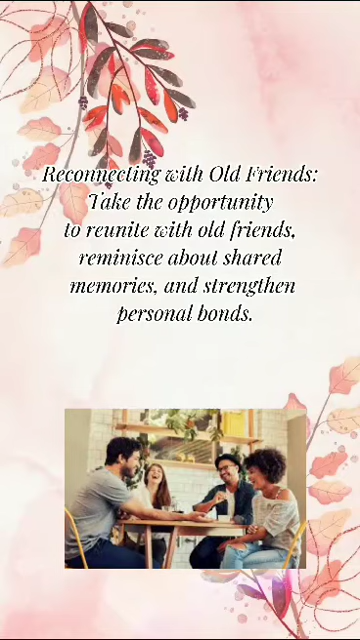 Reconnecting with Old Friends:
Take the opportunity
to reunite with old friends,
reminisce about shared
memories, and strengthen
personal bonds.